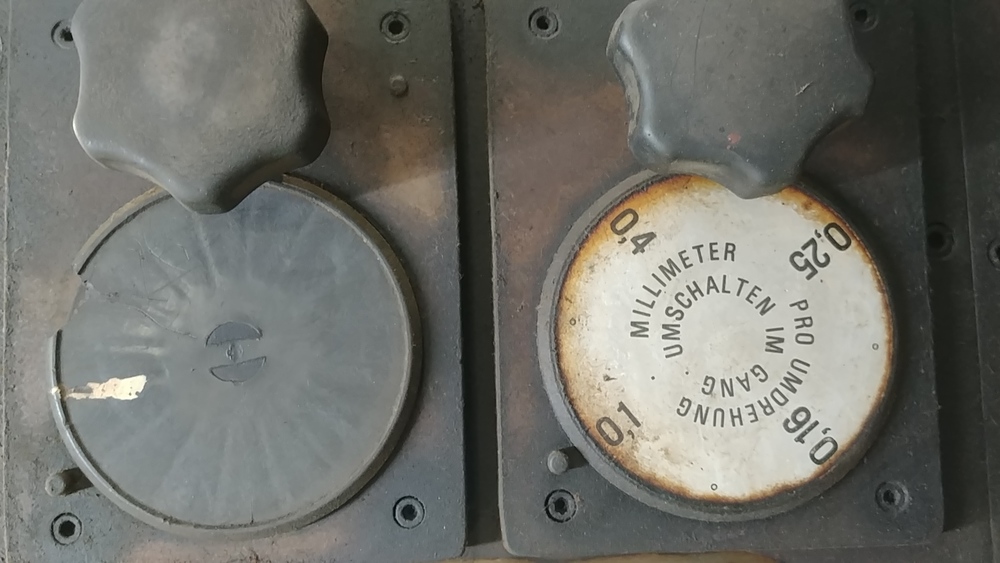 0,4
0,25
0,16
0,1
MILLIMETER PRO UMDREHUNG
UMSCHALTEN IM GANG